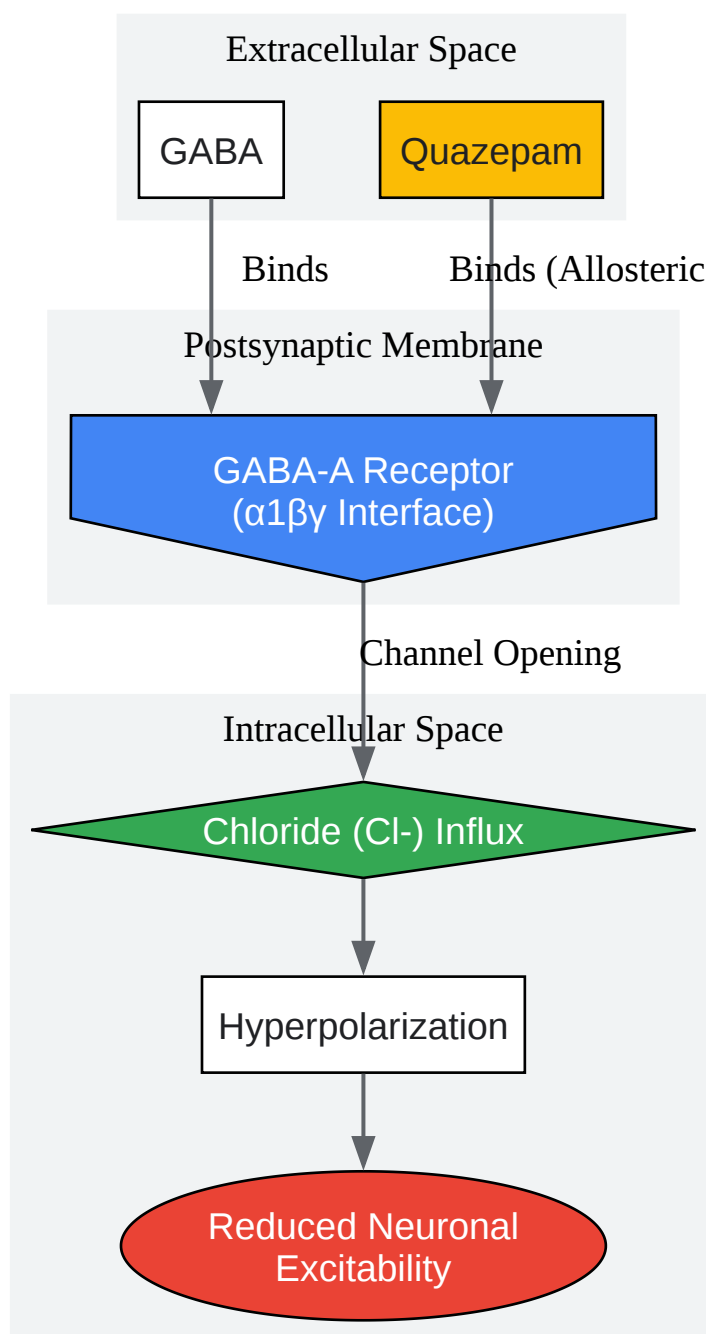 Extracellular Space
GABA
Quazepam
Binds
Binds (Allosteric
Postsynaptic Membrane
GABA-A Receptor
(α1βγ Interface)
Channel Opening
Intracellular Space
Chloride (Cl-) Influx
Hyperpolarization
Reduced Neuronal
Excitability